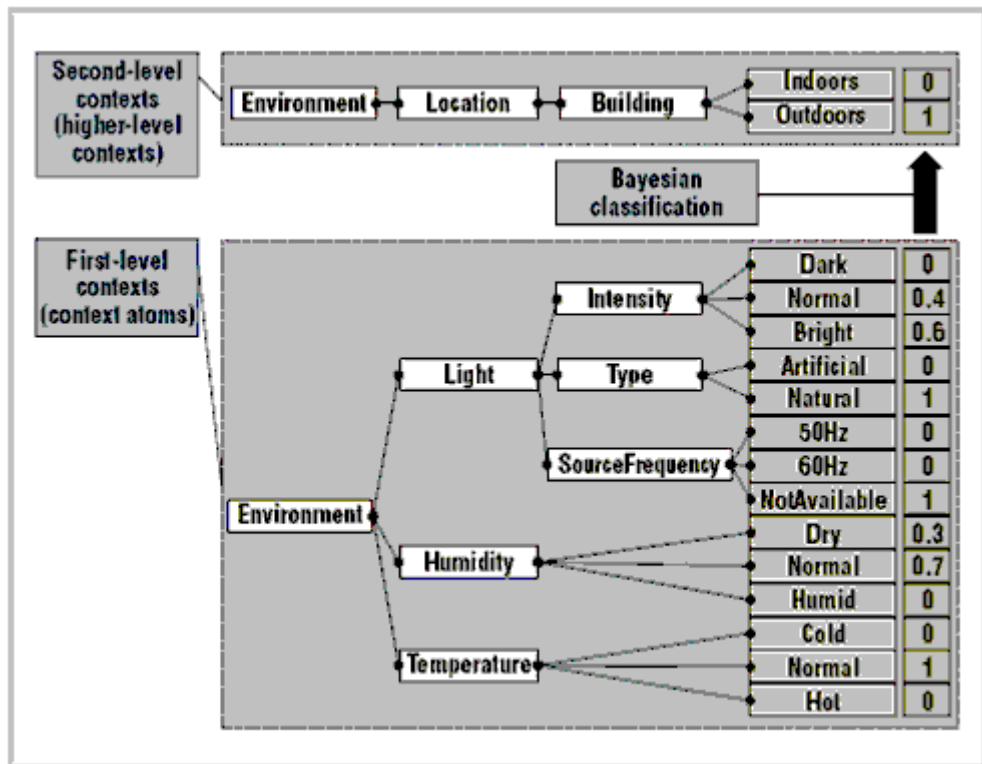 Second-level
contexts
(higher-level
contexts)
Environment Location Building
Indoors 0
Outdoors 1
Bayesian
classification
First-level
contexts
(context atoms)
Dark 0
Intensity Normal 0.4
Bright 0.6
Light Type Artificial 0
Natural 1
50Hz 0
SourceFrequency 60Hz 0
NotAvailable 1
Environment
Dry 0.3
Humidity Normal 0.7
Humid 0
Cold 0
Temperature Normal 1
Hot 0